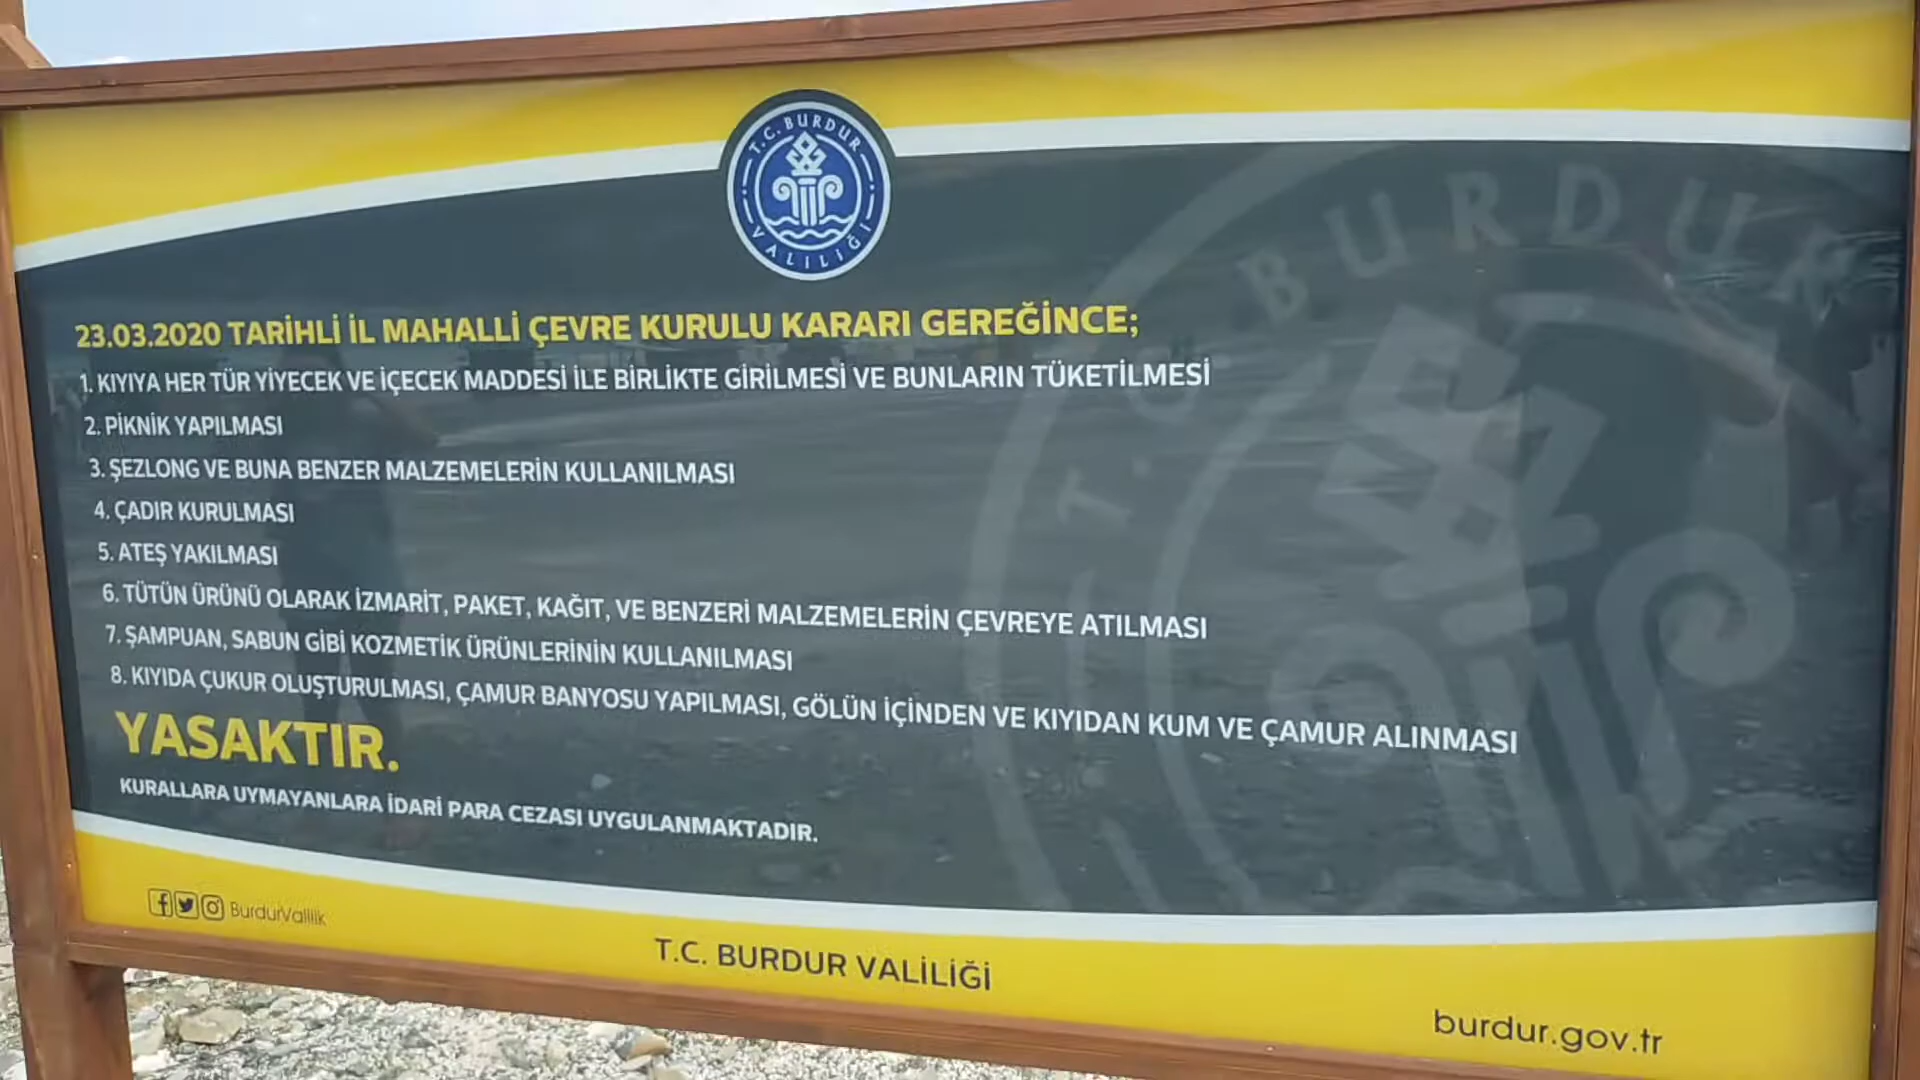 T.C. BURDUR
VALİLİĞİ
T.C. BURDUR
23.03.2020 TARİHLİ İL MAHALLİ ÇEVRE KURULU KARARI GEREĞİNCE;
1. KIYIYA HER TÜR YİYECEK VE İÇECEK MADDESİ İLE BİRLİKTE GİRİLMESİ VE BUNLARIN TÜKETİLMESİ
2. PİKNİK YAPILMASI
3. ŞEZLONG VE BUNA BENZER MALZEMELERİN KULLANILMASI
4. ÇADIR KURULMASI
5. ATEŞ YAKILMASI
6. TÜTÜN ÜRÜNÜ OLARAK İZMARİT, PAKET, KAĞIT, VE BENZERİ MALZEMELERİN ÇEVREYE ATILMASI
7. ŞAMPUAN, SABUN GİBİ KOZMETİK ÜRÜNLERİNİN KULLANILMASI
8. KIYIDA ÇUKUR OLUŞTURULMASI, ÇAMUR BANYOSU YAPILMASI, GÖLÜN İÇİNDEN VE KIYIDAN KUM VE ÇAMUR ALINMASI
YASAKTIR.
KURALLARA UYMAYANLARA İDARİ PARA CEZASI UYGULANMAKTADIR.
BurdurValilik
T.C. BURDUR VALİLİĞİ
burdur.gov.tr